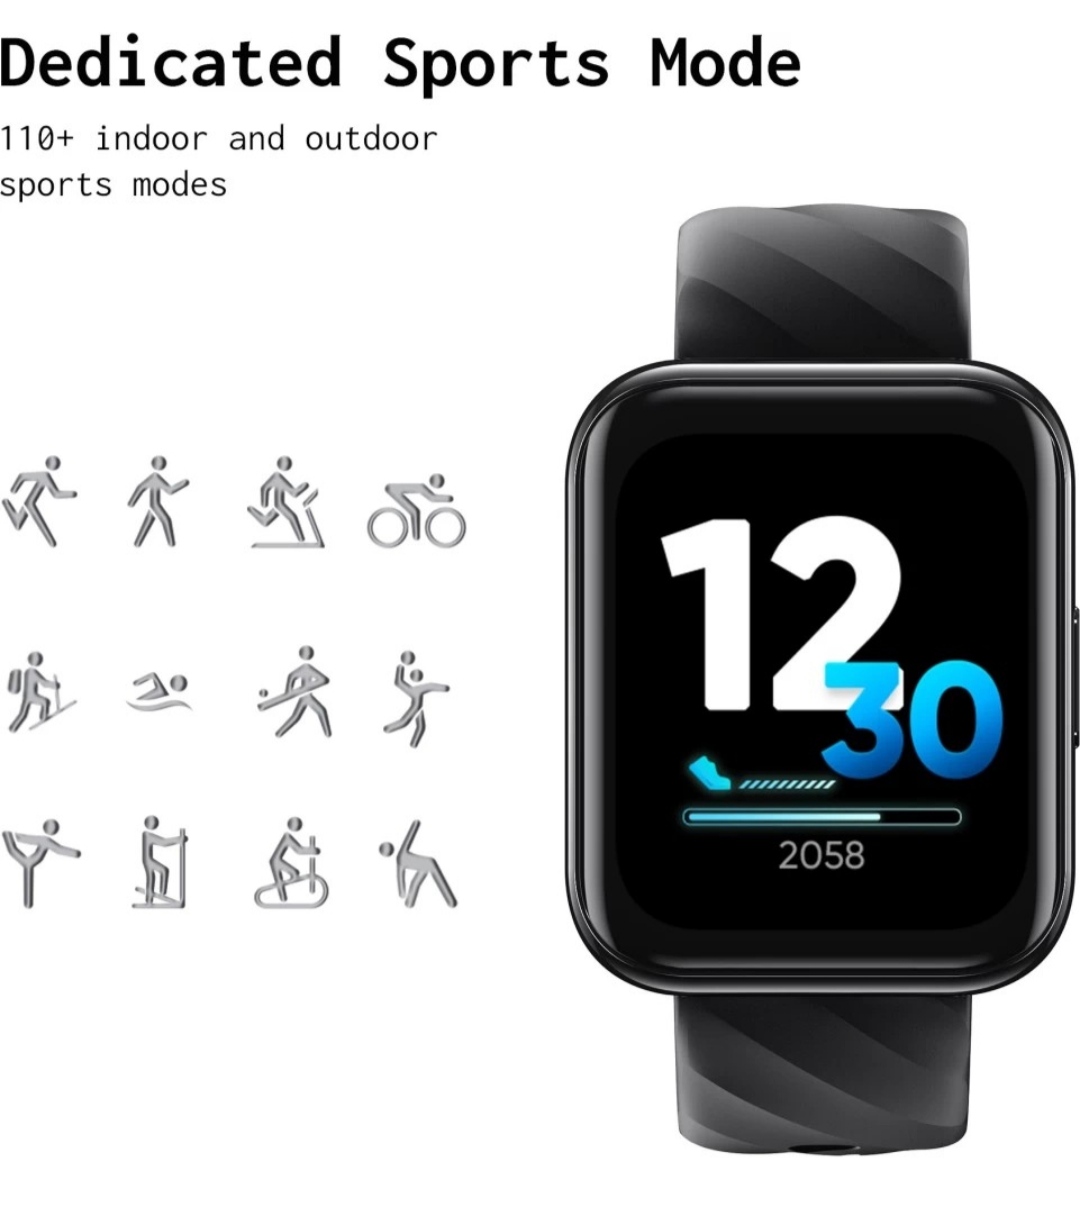 Dedicated Sports Mode
110+ indoor and outdoor
sports modes
12
30
2058